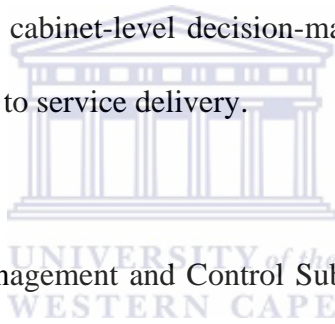 cabinet-level decision-ma
to service delivery.
UNIVERSITY of the
nagement and Control Sub
WESTERN CAPE